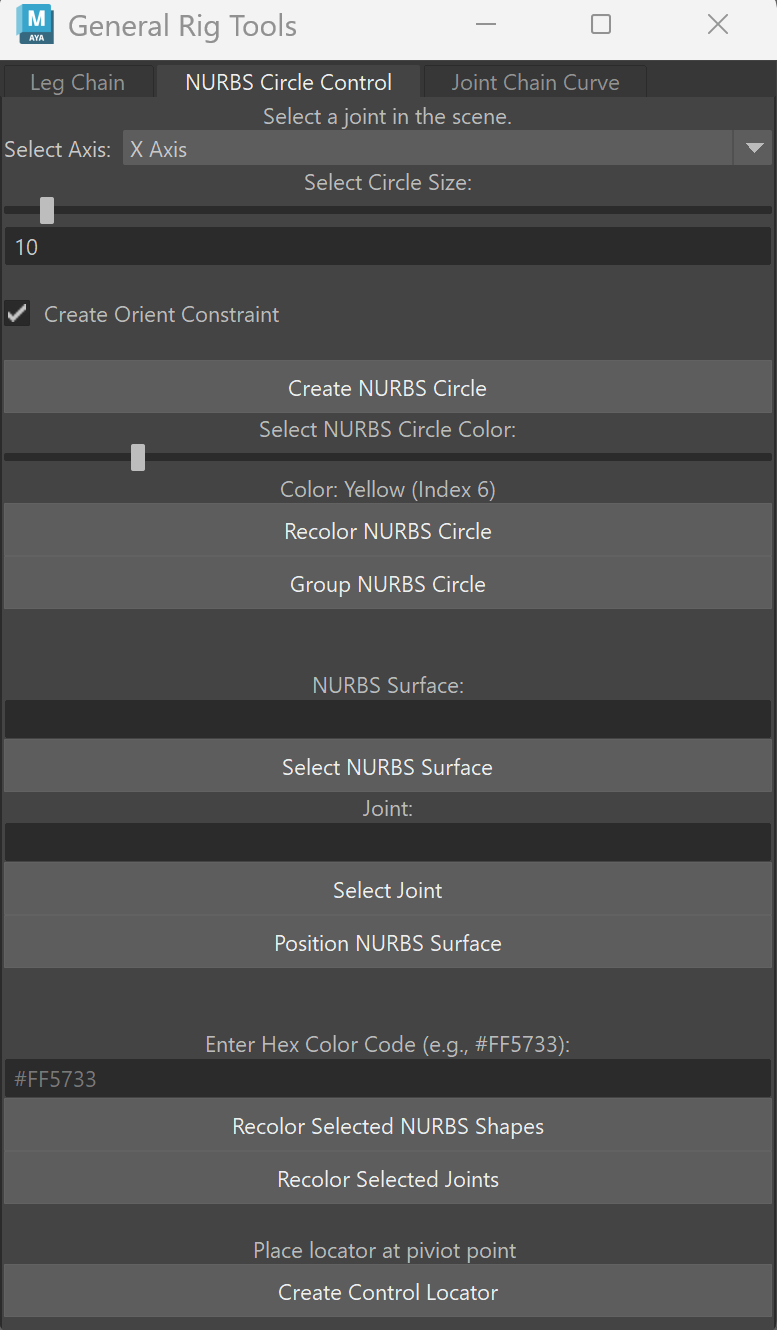 M
AYA
General Rig Tools
Leg Chain
NURBS Circle Control
Joint Chain Curve
Select a joint in the scene.
Select Axis: X Axis
Select Circle Size:
10
Create Orient Constraint
Create NURBS Circle
Select NURBS Circle Color:
Color: Yellow (Index 6)
Recolor NURBS Circle
Group NURBS Circle
NURBS Surface:
Select NURBS Surface
Joint:
Select Joint
Position NURBS Surface
Enter Hex Color Code (e.g., #FF5733):
#FF5733
Recolor Selected NURBS Shapes
Recolor Selected Joints
Place locator at piviot point
Create Control Locator